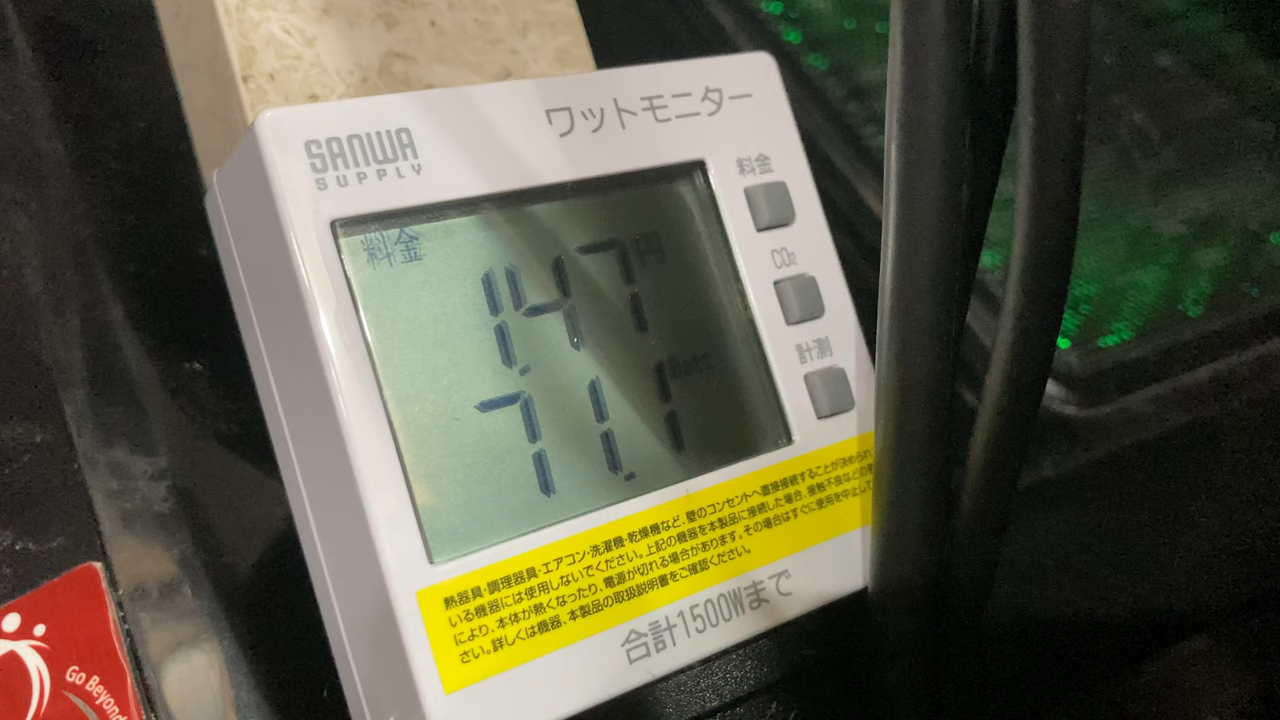 ワットモニター
SANWA
SUPPLY
料金
料金
1.47円
CO₂
計測
71.1 Watt
熱器具・調理器具・エアコン・洗濯機・乾燥機など、壁のコンセントへ直接接続することが決められ
いる機器には使用しないでください。上記の機器を本製品に接続した場合、接触不良などの
により、本体が熱くなったり、電源が切れる場合があります。その場合はすぐに使用を中止して
さい。詳しくは機器、本製品の取扱説明書をご確認ください。
合計1500Wまで
Go Beyond